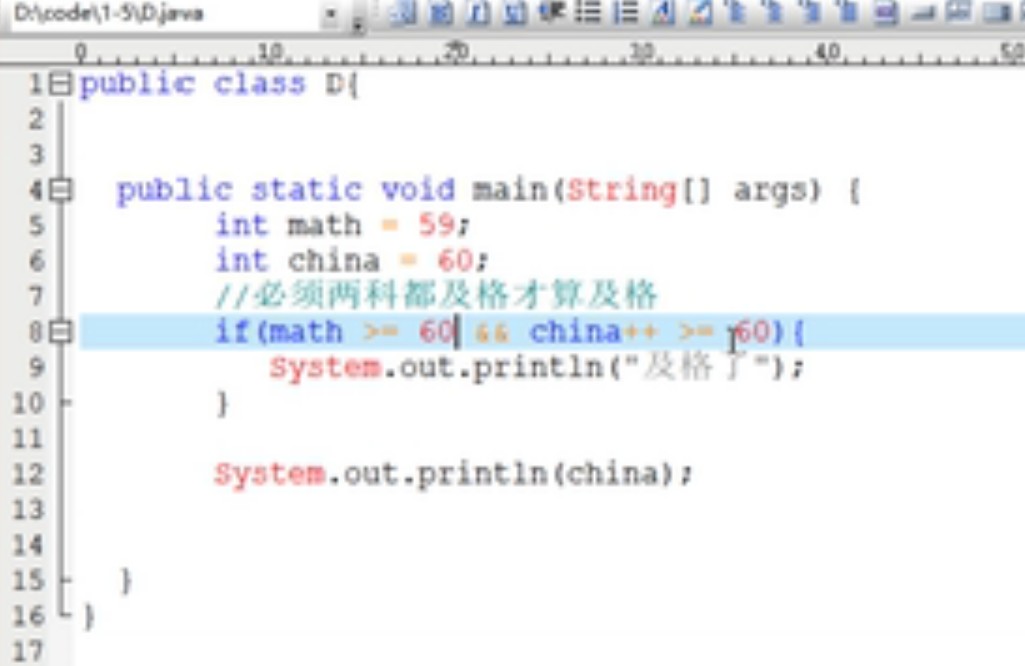 D:\code\1-5\D.java
0 10 20 30 40 50
1 public class D{
2
3
4 public static void main(String[] args) {
5 int math = 59;
6 int china = 60;
7 //必须两科都及格才算及格
8 if(math >= 60 && china++ >= 60){
9 System.out.println("及格了");
10 }
11
12 System.out.println(china);
13
14
15 }
16 }
17